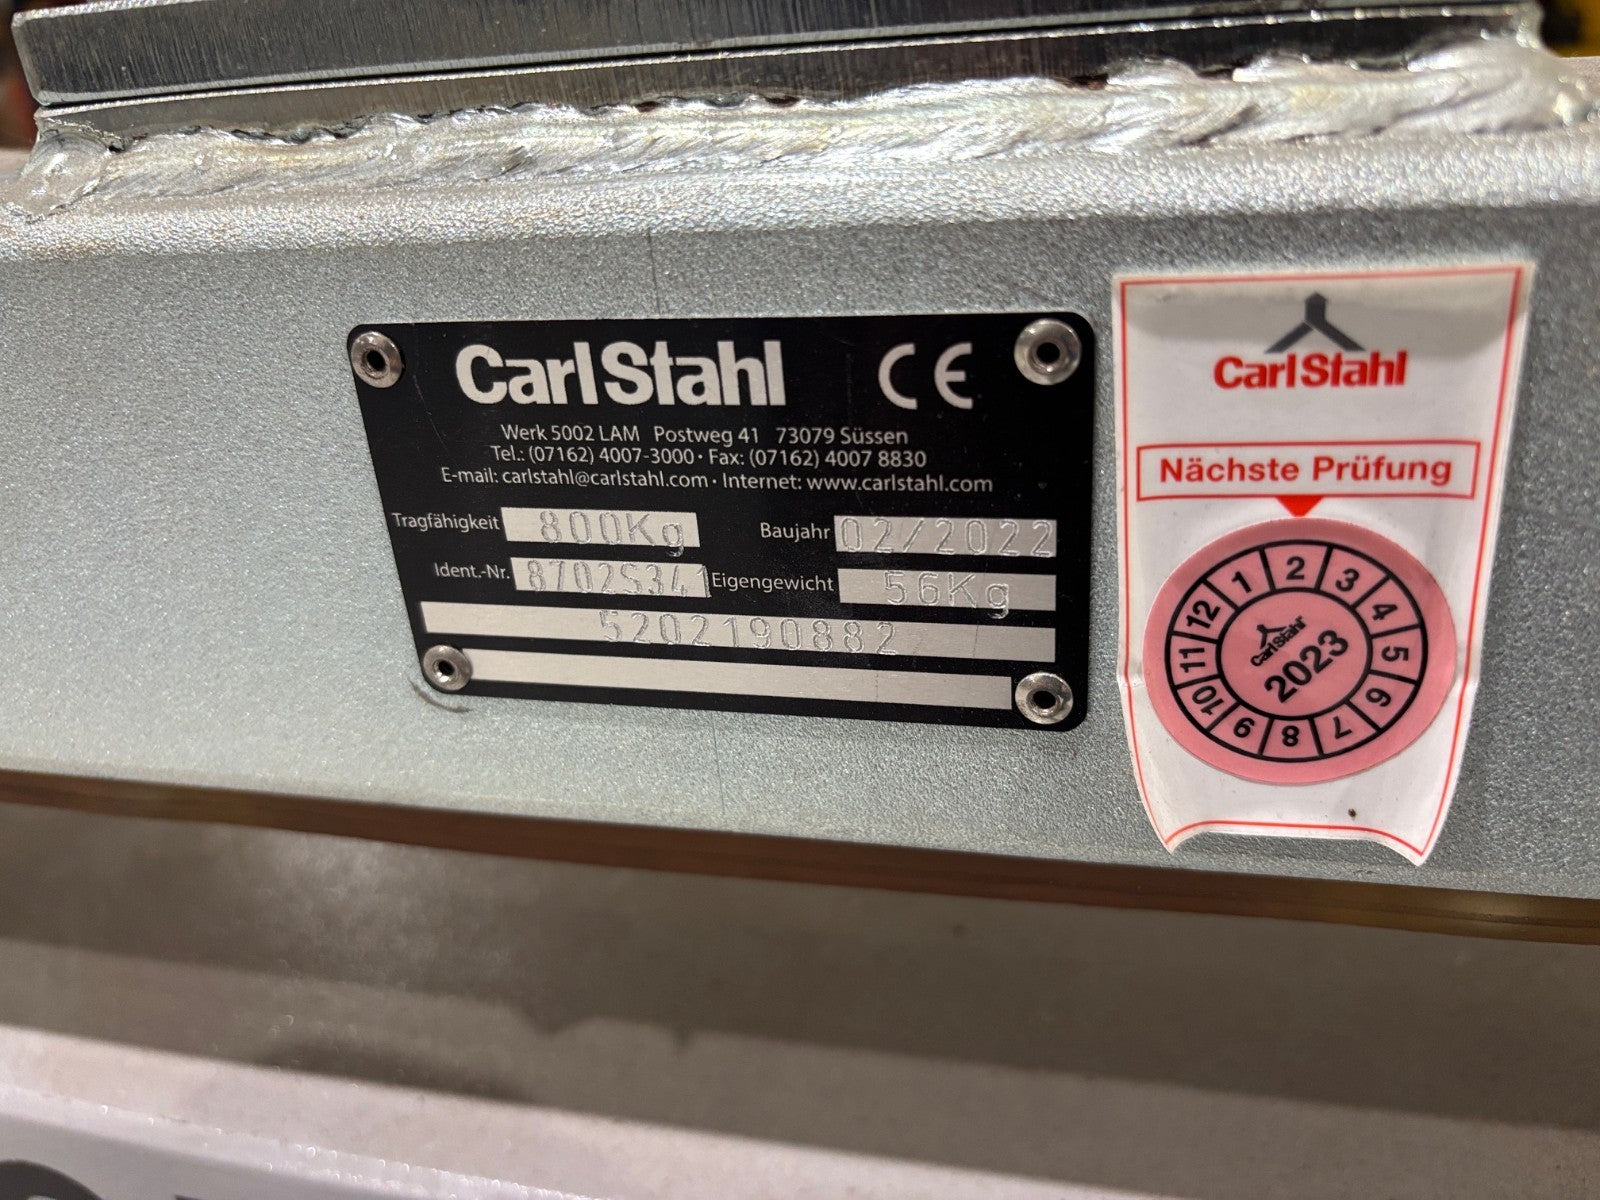 CarlStahl CE
Werk 5002 LAM Postweg 41 73079 Süssen
Tel.: (07162) 4007-3000 · Fax: (07162) 4007 8830
E-mail: carlstahl@carlstahl.com · Internet: www.carlstahl.com
Tragfähigkeit 800Kg Baujahr 02/2022
Ident.-Nr. 8702S341 Eigengewicht 56Kg
5202190882
CarlStahl
Nächste Prüfung
1 2 3 4 5 6 7 8 9 10 11 12
CarlStahl
2023